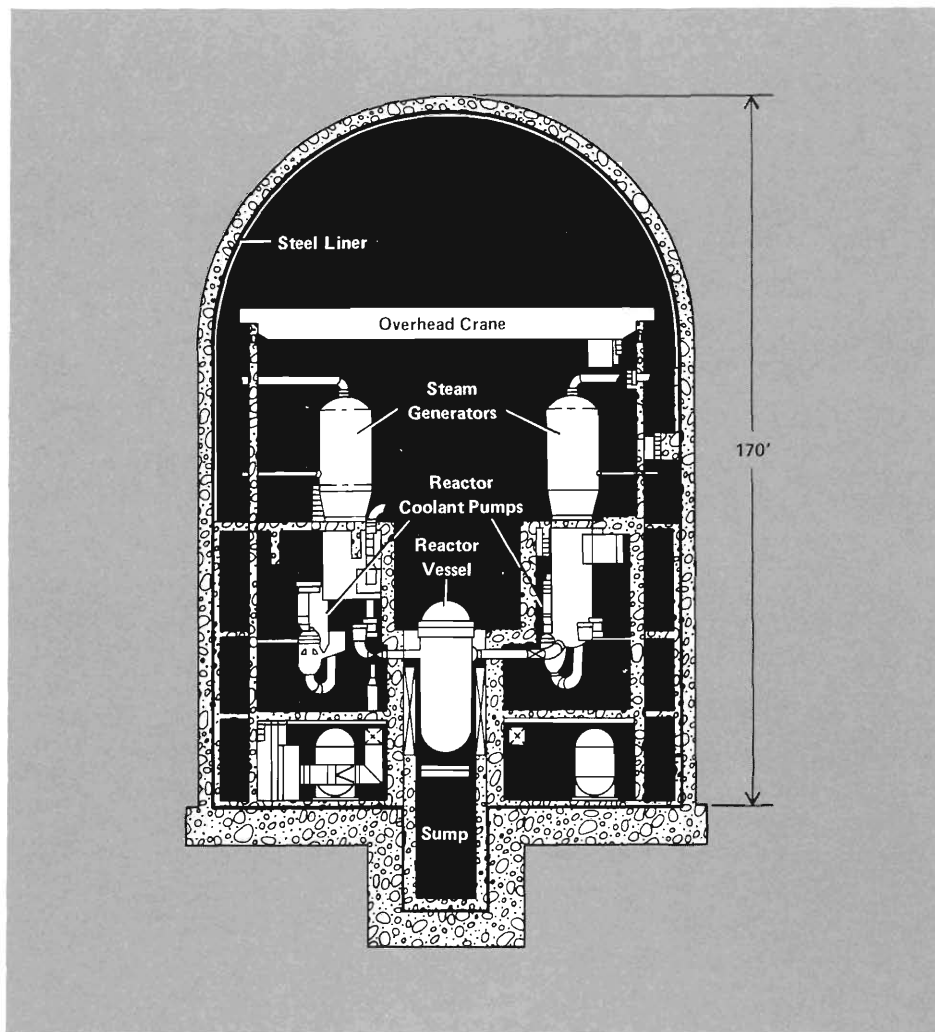 Steel Liner
Overhead Crane
Steam
Generators
170'
Reactor
Coolant Pumps
Reactor
Vessel
Sump